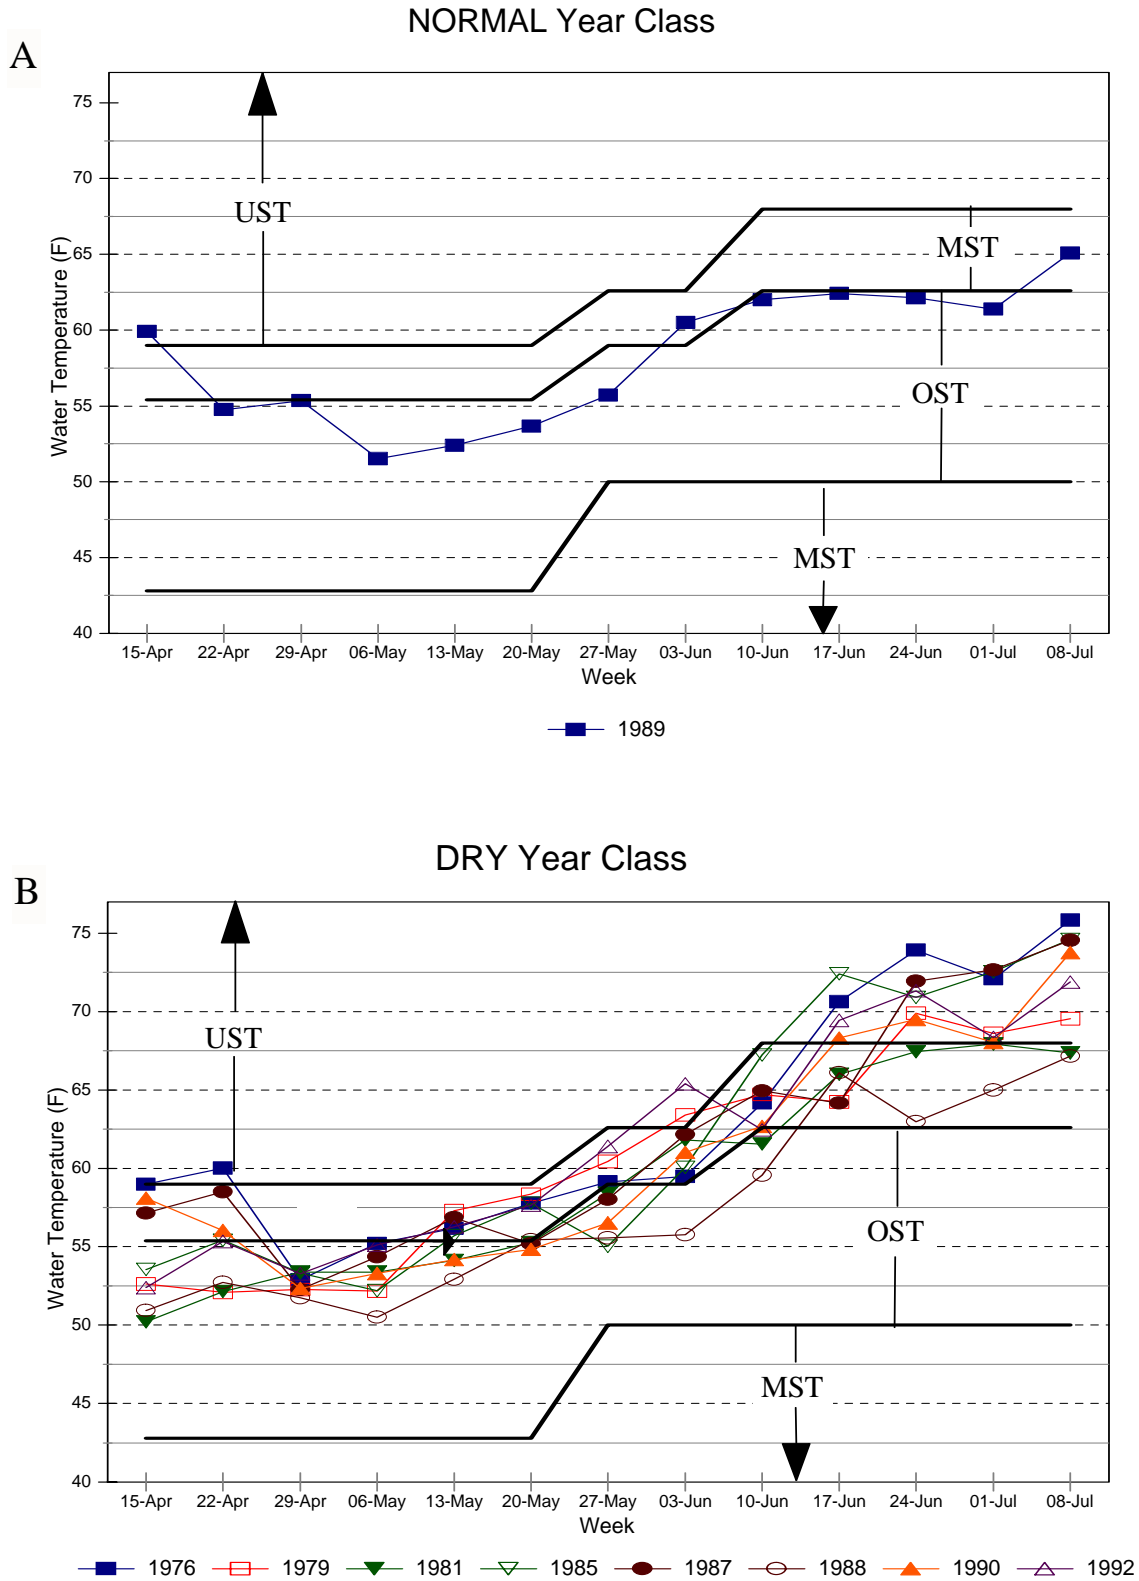 NORMAL Year Class
A
75
70
65
60
55
50
45
40
Water Temperature (F)
UST
MST
OST
MST
15-Apr 22-Apr 29-Apr 06-May 13-May 20-May 27-May 03-Jun 10-Jun 17-Jun 24-Jun 01-Jul 08-Jul
Week
1989
DRY Year Class
B
75
70
65
60
55
50
45
40
Water Temperature (F)
UST
OST
MST
15-Apr 22-Apr 29-Apr 06-May 13-May 20-May 27-May 03-Jun 10-Jun 17-Jun 24-Jun 01-Jul 08-Jul
Week
1976 1979 1981 1985 1987 1988 1990 1992